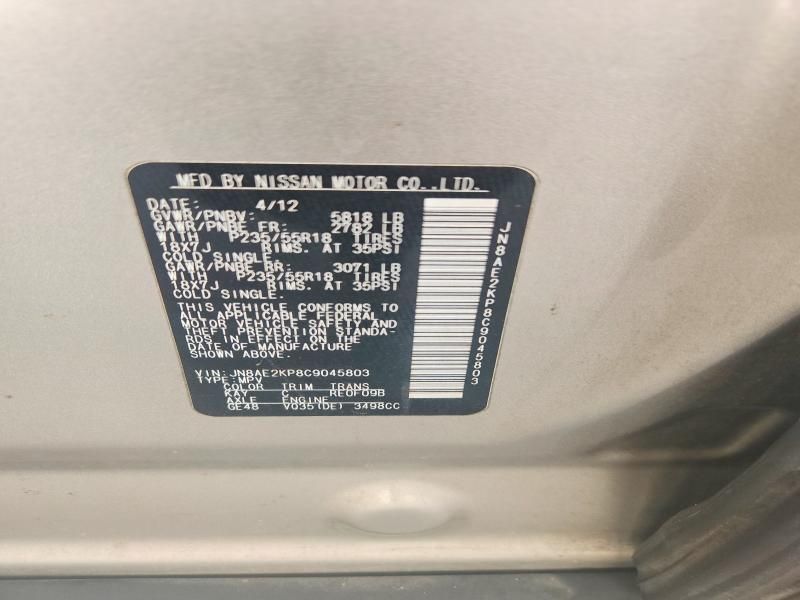 MFD BY NISSAN MOTOR CO.,LTD.
DATE: 4/12
GVWR/PNBV: 5818 LB
GAWR/PNBE FR: 2782 LB
WITH P235/55R18 TIRES
18X7J RIMS. AT 35PSI
COLD SINGLE.
GAWR/PNBE RR: 3071 LB
WITH P235/55R18 TIRES
18X7J RIMS. AT 35PSI
COLD SINGLE.
THIS VEHICLE CONFORMS TO
ALL APPLICABLE FEDERAL
MOTOR VEHICLE SAFETY AND
THEFT PREVENTION STANDA-
RDS IN EFFECT ON THE
DATE OF MANUFACTURE
SHOWN ABOVE.
VIN: JN8AE2KP8C9045803
TYPE: MPV
COLOR TRIM TRANS
KAY C RE0F09B
AXLE ENGINE
GE48 VQ35(DE) 3498CC
JN8AE2KP8C9045803